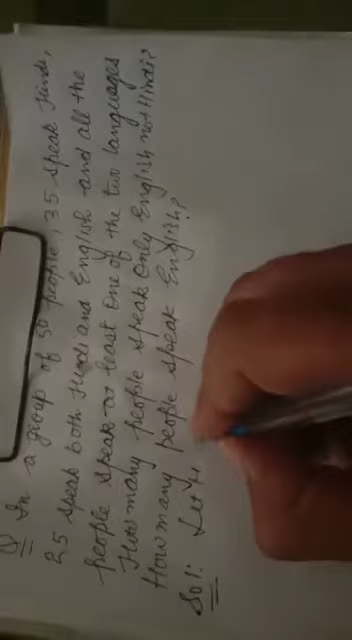 Q In a group of 50 people, 35 speak Hindi,
25 speak both Hindi and English and all the
people speak at least one of the two languages
How many people speak only English not Hindi?
How many people speak English?
Sol: Let H